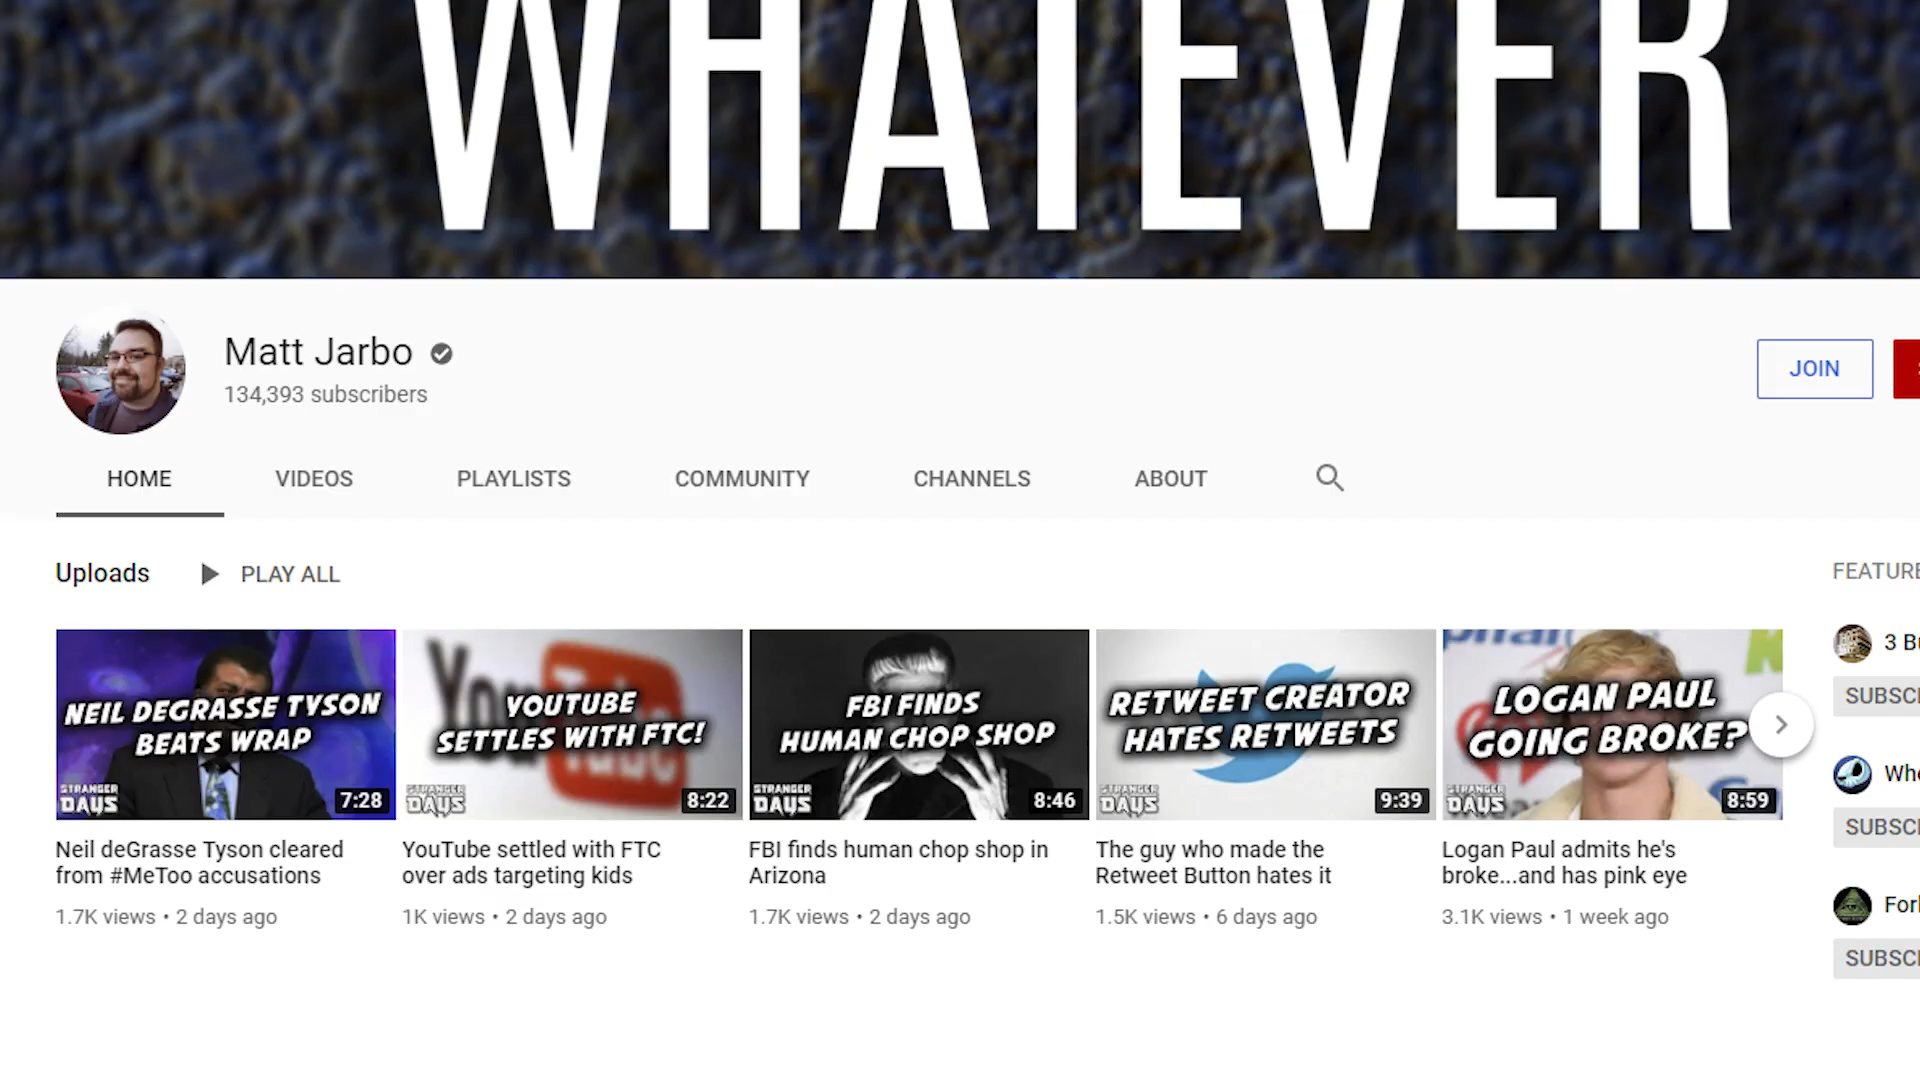 WHATEVER
Matt Jarbo
134,393 subscribers
JOIN
HOME VIDEOS PLAYLISTS COMMUNITY CHANNELS ABOUT
Uploads PLAY ALL
NEIL DEGRASSE TYSON
BEATS WRAP
STRANGER
DAYS
7:28
Neil deGrasse Tyson cleared
from #MeToo accusations
1.7K views • 2 days ago
YouTube
YOUTUBE
SETTLES WITH FTC!
STRANGER
DAYS
8:22
YouTube settled with FTC
over ads targeting kids
1K views • 2 days ago
FBI FINDS
HUMAN CHOP SHOP
STRANGER
DAYS
8:46
FBI finds human chop shop in
Arizona
1.7K views • 2 days ago
RETWEET CREATOR
HATES RETWEETS
STRANGER
DAYS
9:39
The guy who made the
Retweet Button hates it
1.5K views • 6 days ago
LOGAN PAUL
GOING BROKE?
STRANGER
DAYS
8:59
Logan Paul admits he's
broke...and has pink eye
3.1K views • 1 week ago
FEATURE
3 B
SUBSC
Who
SUBSC
For
SUBSC